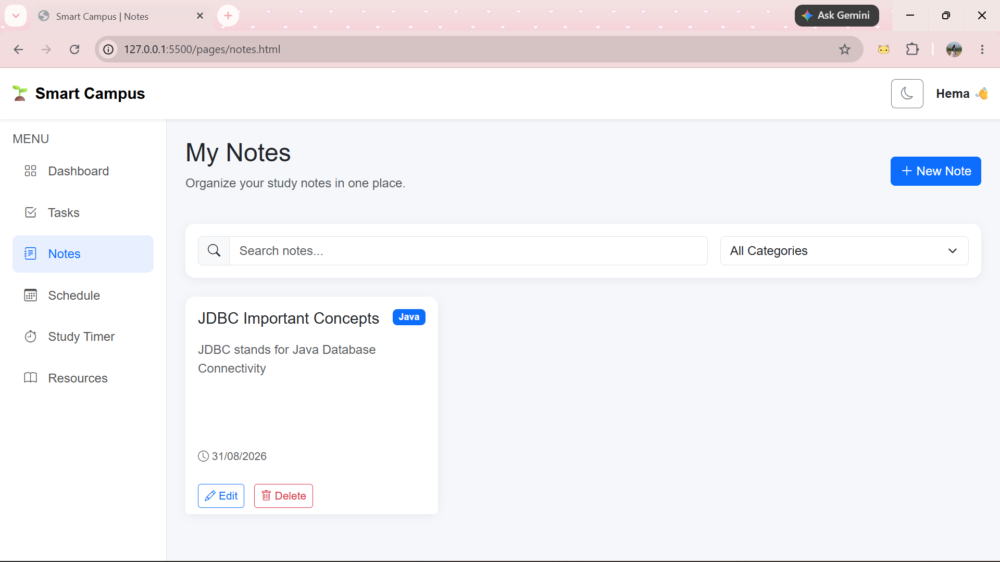 Smart Campus | Notes
Ask Gemini
127.0.0.1:5500/pages/notes.html
Smart Campus
Hema
MENU
Dashboard
Tasks
Notes
Schedule
Study Timer
Resources
My Notes
Organize your study notes in one place.
+ New Note
Search notes...
All Categories
JDBC Important Concepts
Java
JDBC stands for Java Database
Connectivity
31/08/2026
Edit
Delete